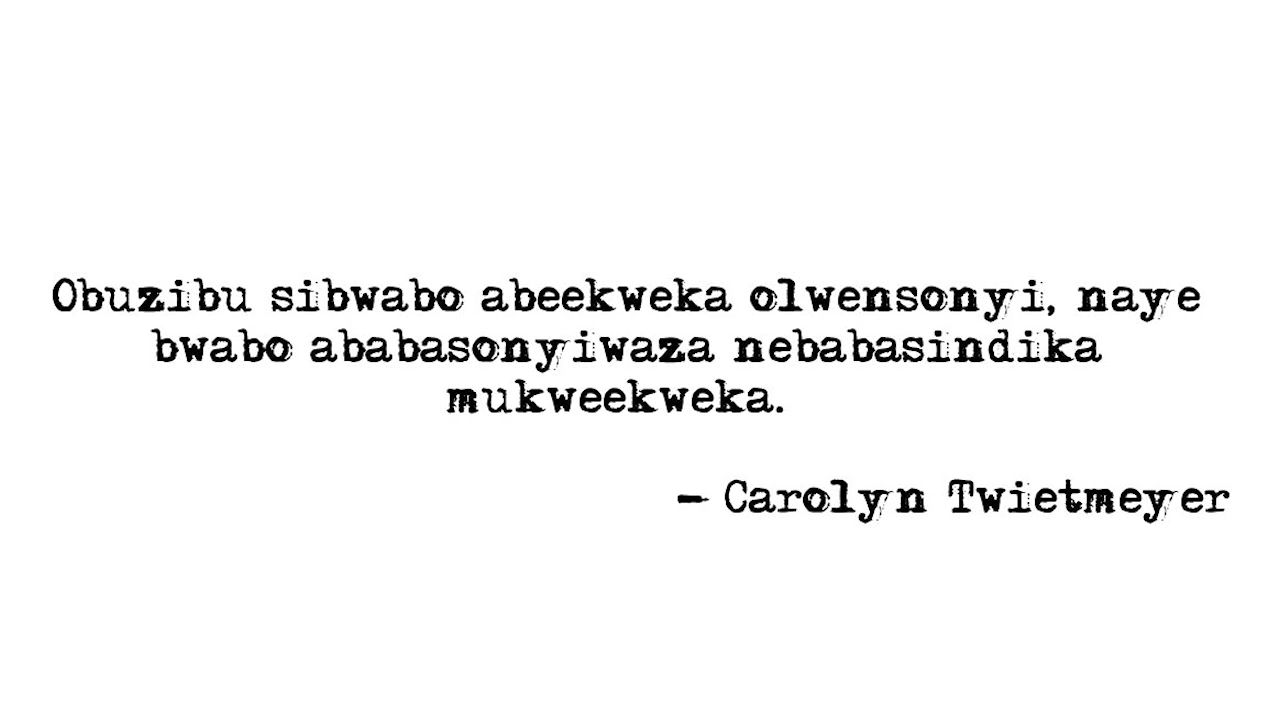 Obuzibu sibwabo abeekweka olwensonyi, naye
bwabo ababasonyiwaza nebabasindika
mukweekweka.
– Carolyn Twietmeyer